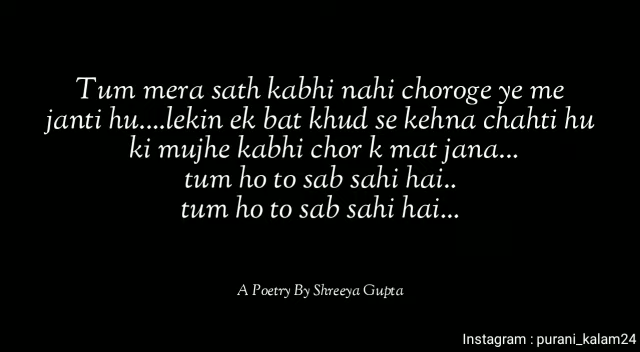 Tum mera sath kabhi nahi choroge ye me
janti hu....lekin ek bat khud se kehna chahti hu
ki mujhe kabhi chor k mat jana...
tum ho to sab sahi hai..
tum ho to sab sahi hai...
A Poetry By Shreeya Gupta
Instagram : purani_kalam24